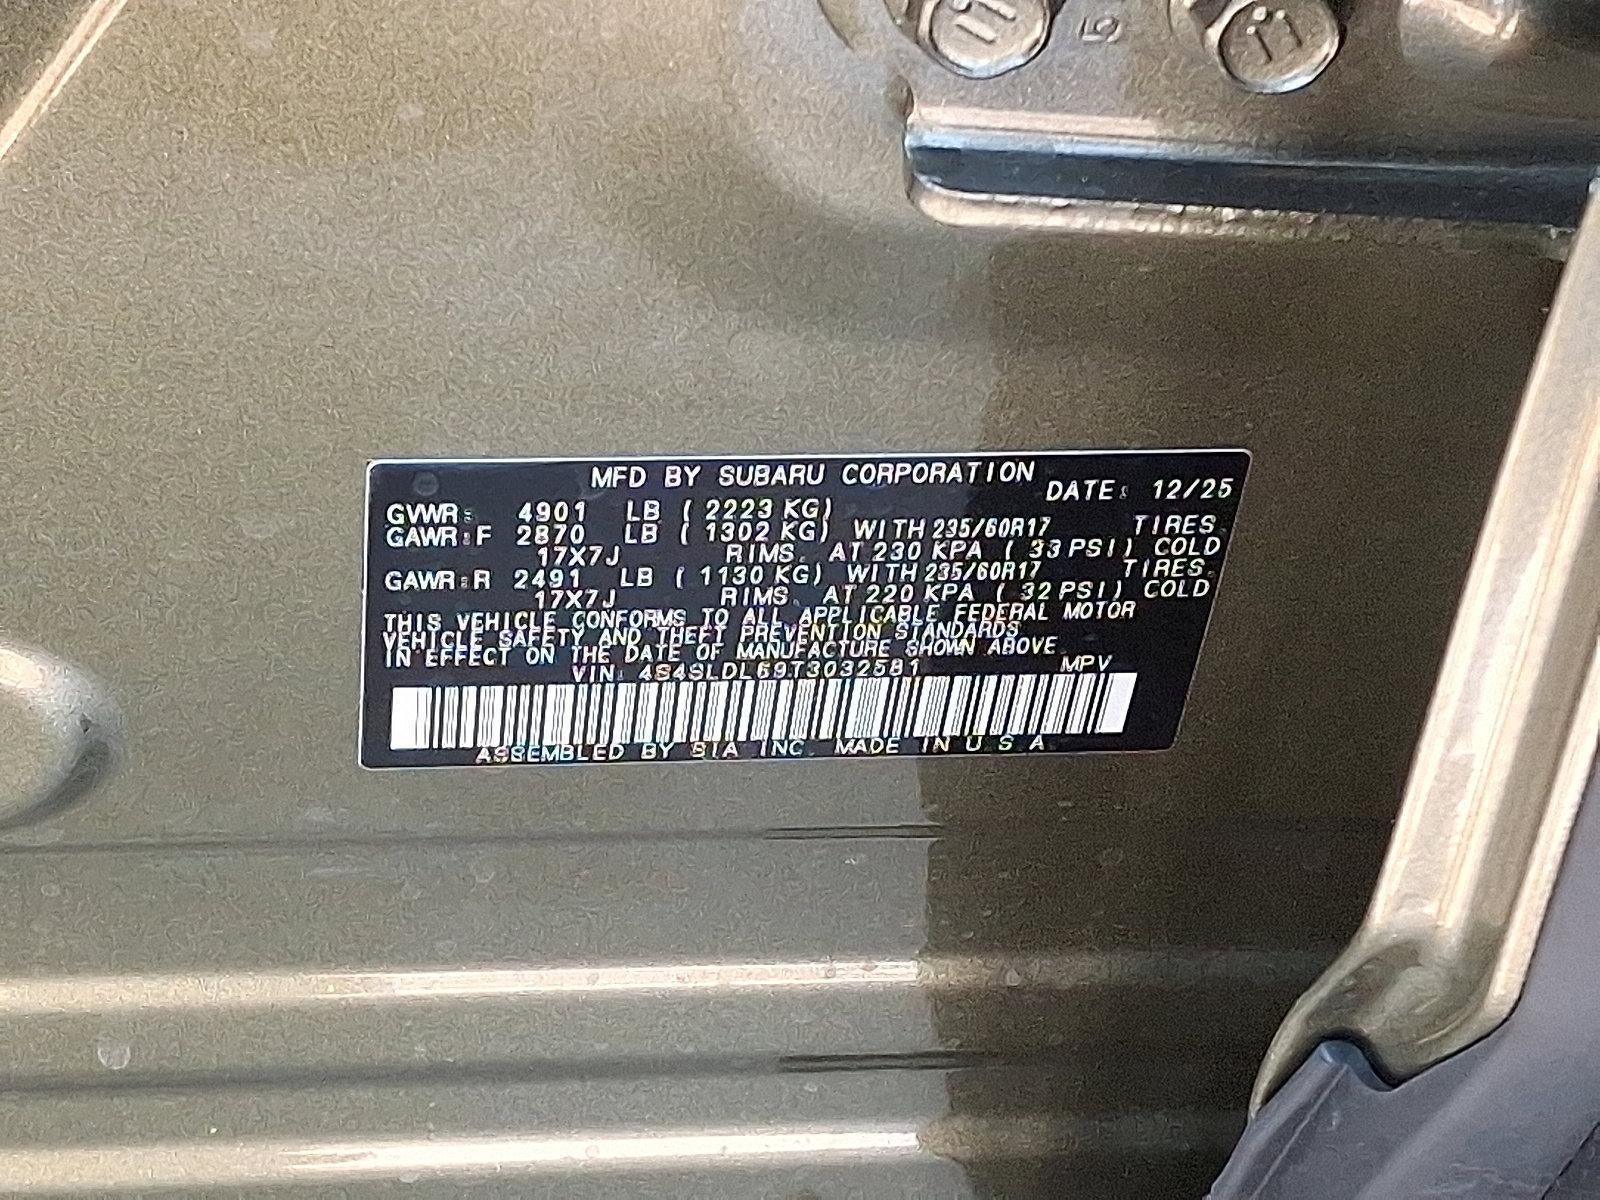 MFD BY SUBARU CORPORATION
DATE: 12/25
GVWR: 4901 LB ( 2223 KG)
GAWR:F 2870 LB ( 1302 KG) WITH 235/60R17 TIRES.
17X7J RIMS. AT 230 KPA ( 33 PSI) COLD
GAWR:R 2491 LB ( 1130 KG) WITH 235/60R17 TIRES.
17X7J RIMS. AT 220 KPA ( 32 PSI) COLD
THIS VEHICLE CONFORMS TO ALL APPLICABLE FEDERAL MOTOR
VEHICLE SAFETY AND THEFT PREVENTION STANDARDS
IN EFFECT ON THE DATE OF MANUFACTURE SHOWN ABOVE.
VIN: 4S4SLDL69T3032581 MPV
ASSEMBLED BY SIA INC. MADE IN U.S.A.